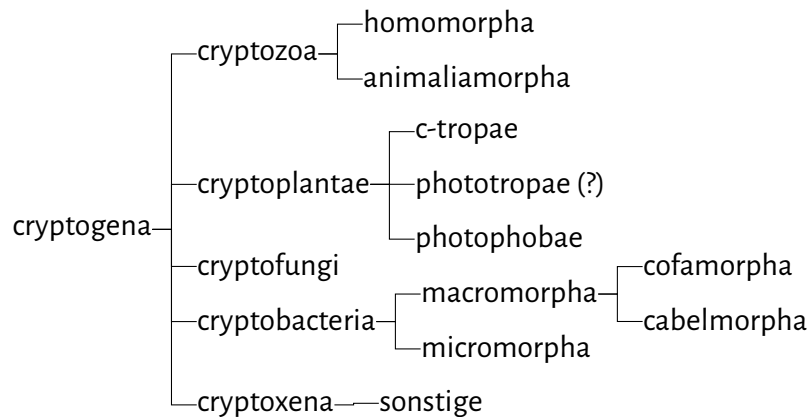 homomorpha
cryptozoa
animaliamorpha
c-tropae
cryptoplantae
phototropae (?)
photophobae
cryptogena
cryptofungi
cofamorpha
macromorpha
cryptobacteria
cabelmorpha
micromorpha
cryptoxena
sonstige